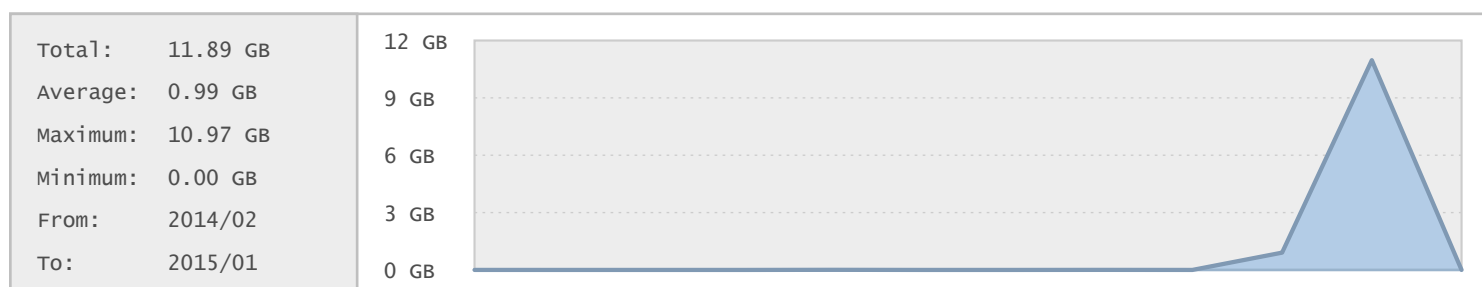 Total: 11.89 GB
Average: 0.99 GB
Maximum: 10.97 GB
Minimum: 0.00 GB
From: 2014/02
To: 2015/01
12 GB
9 GB
6 GB
3 GB
0 GB